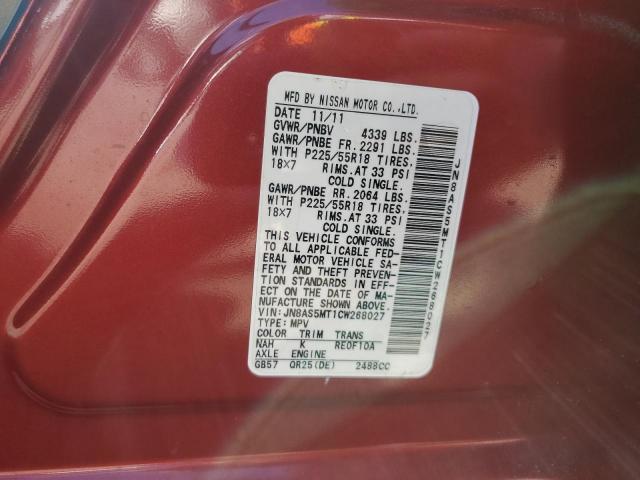 MFD BY NISSAN MOTOR CO.,LTD.
DATE 11/11
GVWR/PNBV 4339 LBS.
GAWR/PNBE FR. 2291 LBS.
WITH P225/55R18 TIRES,
18X7 RIMS.AT 33 PSI
COLD SINGLE.
GAWR/PNBE RR. 2064 LBS.
WITH P225/55R18 TIRES,
18X7 RIMS.AT 33 PSI
COLD SINGLE.
THIS VEHICLE CONFORMS
TO ALL APPLICABLE FED-
ERAL MOTOR VEHICLE SA-
FETY AND THEFT PREVEN-
TION STANDARDS IN EFF-
ECT ON THE DATE OF MA-
NUFACTURE SHOWN ABOVE.
VIN:JN8AS5MT1CW268027
TYPE:MPV
COLOR TRIM TRANS
NAH K RE0F10A
AXLE ENGINE
GB57 QR25(DE) 2488CC
JN8AS5MT1CW268027